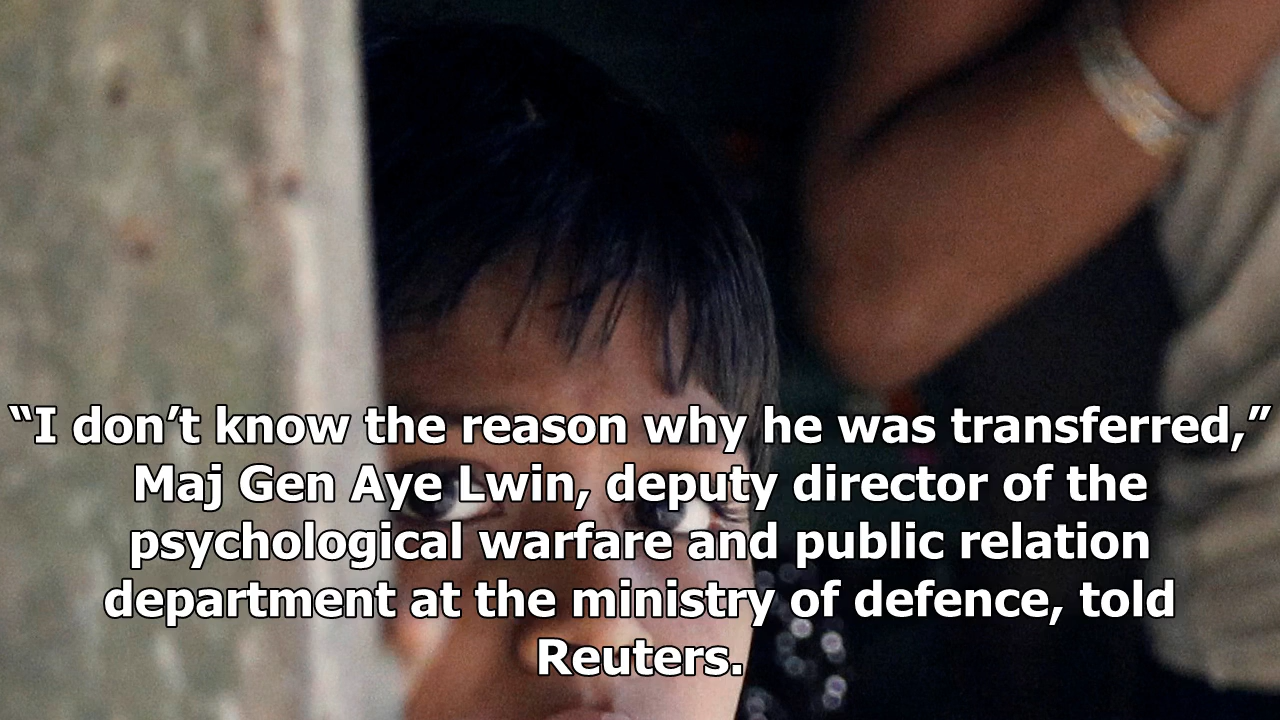 “I don’t know the reason why he was transferred,”
Maj Gen Aye Lwin, deputy director of the
psychological warfare and public relation
department at the ministry of defence, told
Reuters.